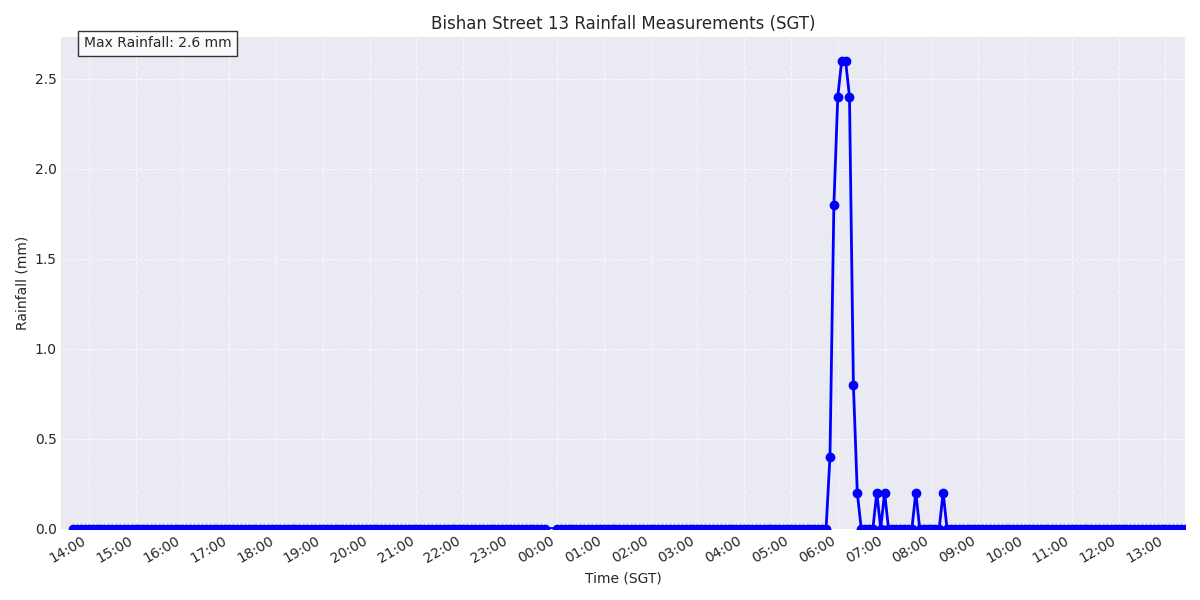 Bishan Street 13 Rainfall Measurements (SGT)
Max Rainfall: 2.6 mm
2.5
2.0
1.5
1.0
0.5
0.0
Rainfall (mm)
14:00 15:00 16:00 17:00 18:00 19:00 20:00 21:00 22:00 23:00 00:00 01:00 02:00 03:00 04:00 05:00 06:00 07:00 08:00 09:00 10:00 11:00 12:00 13:00
Time (SGT)